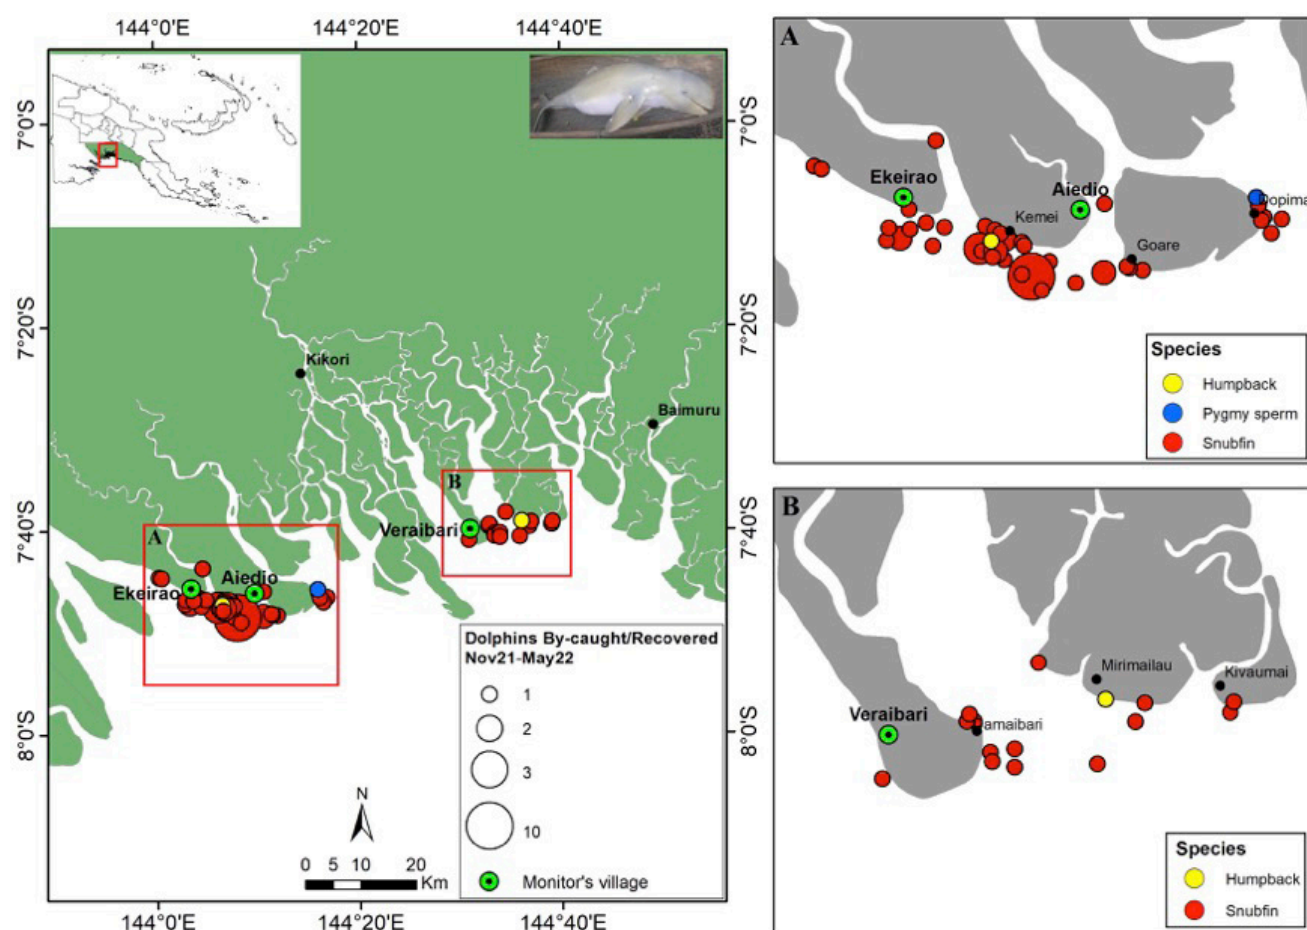 144°0'E 144°20'E 144°40'E
7°0'S
7°20'S
7°40'S
8°0'S
7°0'S
7°20'S
7°40'S
8°0'S
144°0'E 144°20'E 144°40'E
Kikori
Baimuru
B
Veraibari
A
Aiedio
Ekeirao
Dolphins By-caught/Recovered
Nov21-May22
1
2
3
10
Monitor's village
N
0 5 10 20
Km
A
Ekeirao
Aiedio
Kemei
Goare
Dopima
Species
Humpback
Pygmy sperm
Snubfin
B
Mirimailau
Kivaumai
Veraibari
amaibari
Species
Humpback
Snubfin